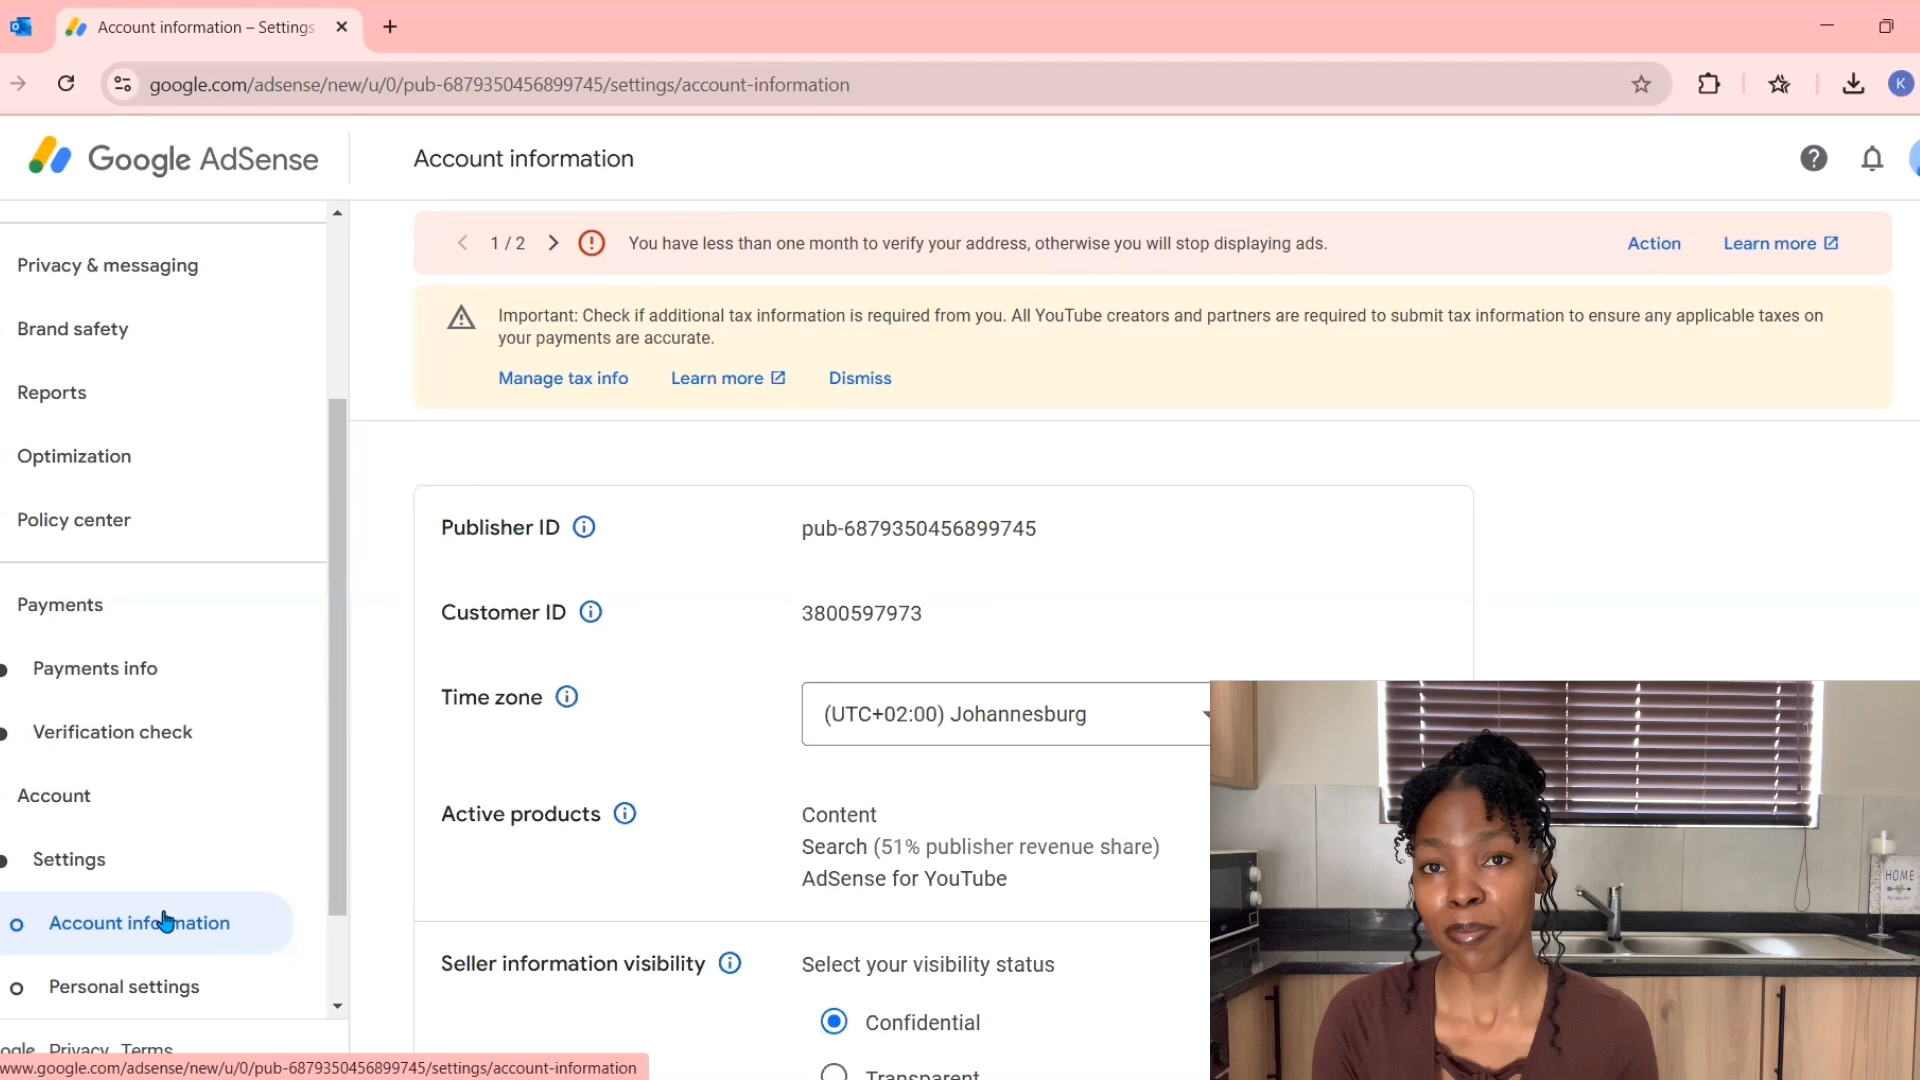 Account information – Settings
google.com/adsense/new/u/0/pub-6879350456899745/settings/account-information
K
Google AdSense
Account information
1 / 2
You have less than one month to verify your address, otherwise you will stop displaying ads.
Action
Learn more
Important: Check if additional tax information is required from you. All YouTube creators and partners are required to submit tax information to ensure any applicable taxes on
your payments are accurate.
Manage tax info
Learn more
Dismiss
Privacy & messaging
Brand safety
Reports
Optimization
Policy center
Payments
Payments info
Verification check
Account
Settings
Account information
Personal settings
Privacy Terms
www.google.com/adsense/new/u/0/pub-6879350456899745/settings/account-information
Publisher ID
pub-6879350456899745
Customer ID
3800597973
Time zone
(UTC+02:00) Johannesburg
Active products
Content
Search (51% publisher revenue share)
AdSense for YouTube
Seller information visibility
Select your visibility status
Confidential
Transparent
HOME